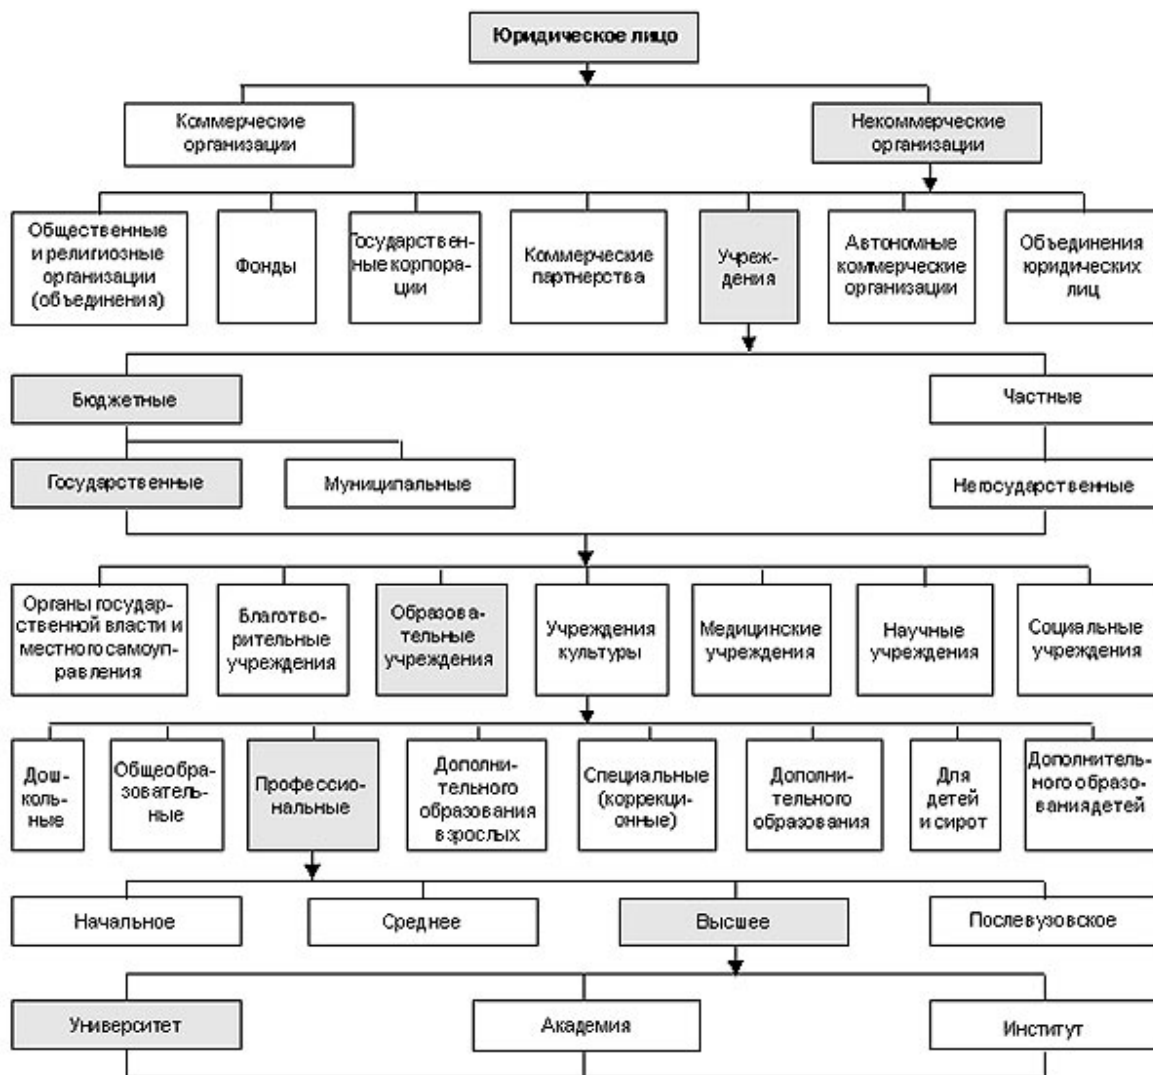 Юридическое лицо
Коммерческие
организации
Некоммерческие
организации
Общественные
и религиозные
организации
(объединения)
Фонды
Государствен-
ные корпора-
ции
Коммерческие
партнерства
Учреж-
дения
Автономные
коммерческие
организации
Объединения
юридических
лиц
Бюджетные
Частные
Государственные
Муниципальные
Негосударственные
Органы государ-
ственной власти и
местного самоуп-
равления
Благотво-
рительные
учреждения
Образова-
тельные
учреждения
Учреждения
культуры
Медицинские
учреждения
Научные
учреждения
Социальные
учреждения
Дош-
коль-
ные
Общеобра-
зователь-
ные
Профессио-
нальные
Дополни-
тельного
образования
взрослых
Специальные
(коррекци-
онные)
Дополни-
тельного
образования
Для
детей
и сирот
Дополнитель-
ного образо-
вания детей
Начальное
Среднее
Высшее
Послевузовское
Университет
Академия
Институт